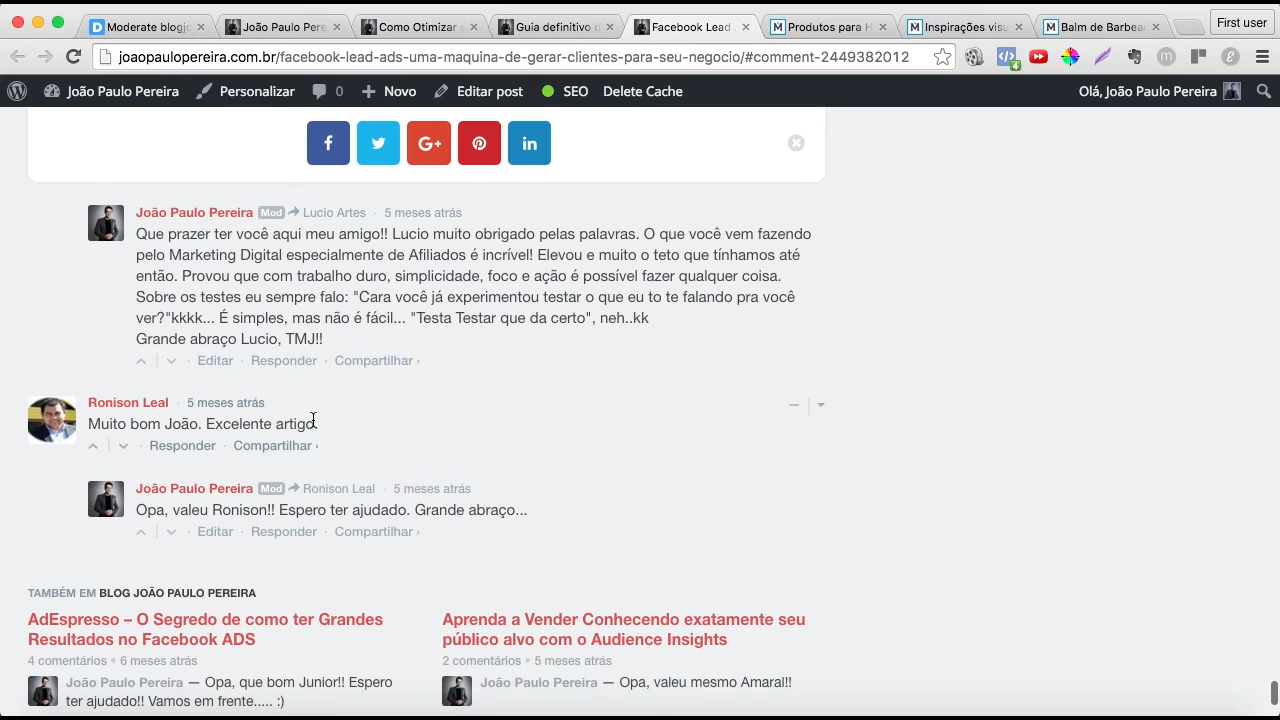 Moderate blogjo
João Paulo Pere
Como Otimizar s
Guia definitivo d
Facebook Lead
Produtos para H
Inspirações visu
Balm de Barbear
First user
joaopaulopereira.com.br/facebook-lead-ads-uma-maquina-de-gerar-clientes-para-seu-negocio/#comment-2449382012
João Paulo Pereira
Personalizar
0
Novo
Editar post
SEO
Delete Cache
Olá, João Paulo Pereira
João Paulo Pereira Mod Lucio Artes · 5 meses atrás
Que prazer ter você aqui meu amigo!! Lucio muito obrigado pelas palavras. O que você vem fazendo
pelo Marketing Digital especialmente de Afiliados é incrível! Elevou e muito o teto que tínhamos até
então. Provou que com trabalho duro, simplicidade, foco e ação é possível fazer qualquer coisa.
Sobre os testes eu sempre falo: "Cara você já experimentou testar o que eu to te falando pra você
ver?"kkkk... É simples, mas não é fácil... "Testa Testar que da certo", neh..kk
Grande abraço Lucio, TMJ!!
· Editar · Responder · Compartilhar ›
Ronison Leal · 5 meses atrás
Muito bom João. Excelente artigo
· Responder · Compartilhar ›
João Paulo Pereira Mod Ronison Leal · 5 meses atrás
Opa, valeu Ronison!! Espero ter ajudado. Grande abraço...
· Editar · Responder · Compartilhar ›
TAMBÉM EM BLOG JOÃO PAULO PEREIRA
AdEspresso – O Segredo de como ter Grandes
Resultados no Facebook ADS
4 comentários • 6 meses atrás
João Paulo Pereira — Opa, que bom Junior!! Espero
ter ajudado!! Vamos em frente..... :)
Aprenda a Vender Conhecendo exatamente seu
público alvo com o Audience Insights
2 comentários • 5 meses atrás
João Paulo Pereira — Opa, valeu mesmo Amaral!!